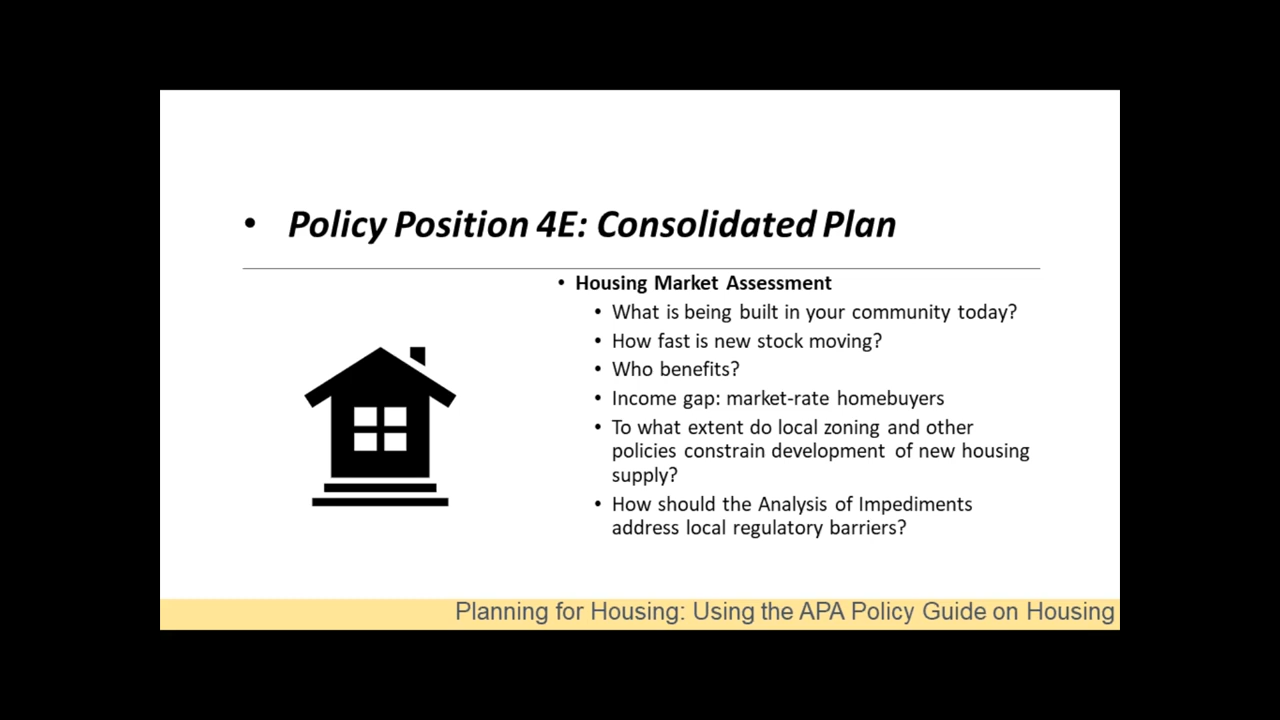 • Policy Position 4E: Consolidated Plan
• Housing Market Assessment
• What is being built in your community today?
• How fast is new stock moving?
• Who benefits?
• Income gap: market-rate homebuyers
• To what extent do local zoning and other
policies constrain development of new housing
supply?
• How should the Analysis of Impediments
address local regulatory barriers?
Planning for Housing: Using the APA Policy Guide on Housing